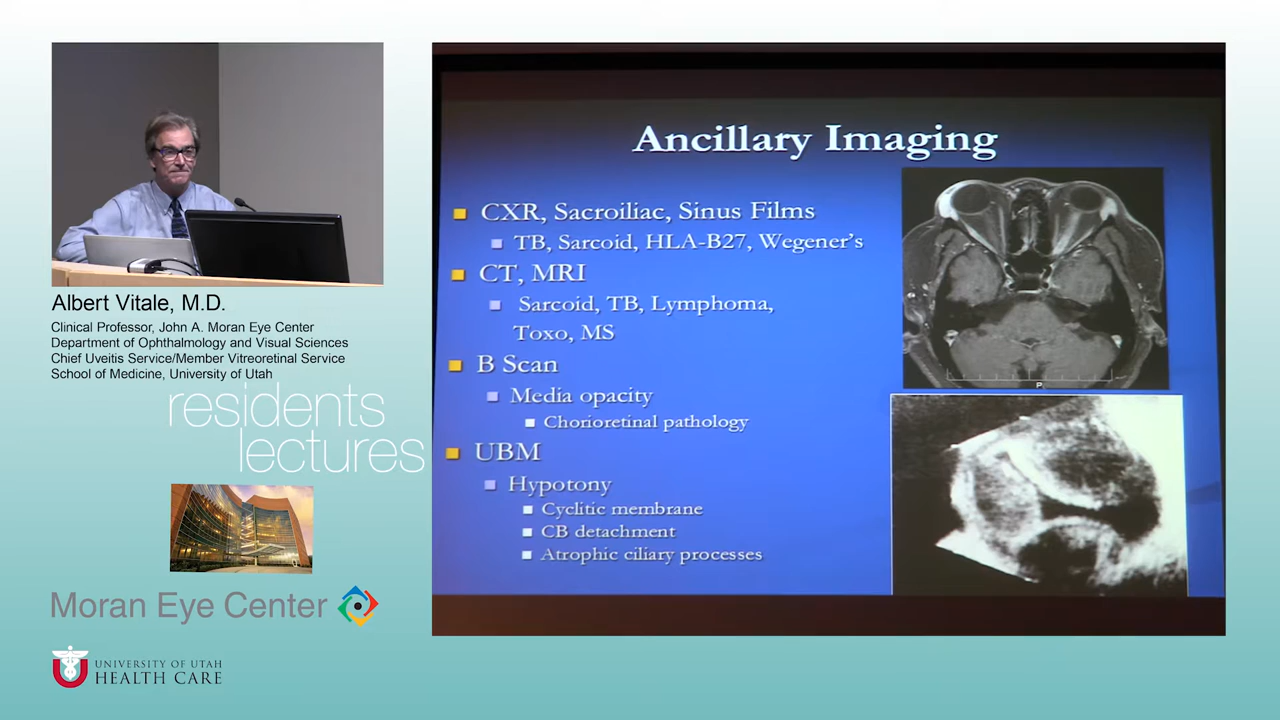 Albert Vitale, M.D.
Clinical Professor, John A. Moran Eye Center
Department of Ophthalmology and Visual Sciences
Chief Uveitis Service/Member Vitreoretinal Service
School of Medicine, University of Utah
residents
lectures
Moran Eye Center
UNIVERSITY OF UTAH
HEALTH CARE
Ancillary Imaging
CXR, Sacroiliac, Sinus Films
TB, Sarcoid, HLA-B27, Wegener's
CT, MRI
Sarcoid, TB, Lymphoma,
Toxo, MS
B Scan
Media opacity
Chorioretinal pathology
UBM
Hypotony
Cyclitic membrane
CB detachment
Atrophic ciliary processes
P